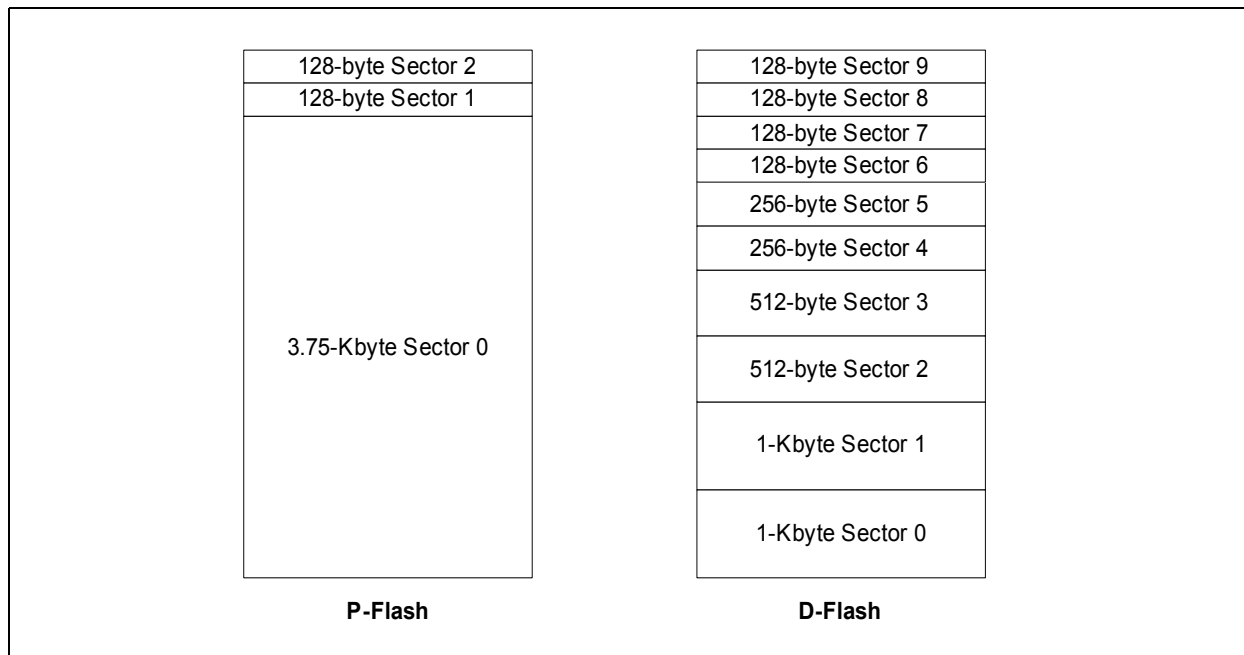 128-byte Sector 2
128-byte Sector 1
3.75-Kbyte Sector 0
P-Flash
128-byte Sector 9
128-byte Sector 8
128-byte Sector 7
128-byte Sector 6
256-byte Sector 5
256-byte Sector 4
512-byte Sector 3
512-byte Sector 2
1-Kbyte Sector 1
1-Kbyte Sector 0
D-Flash